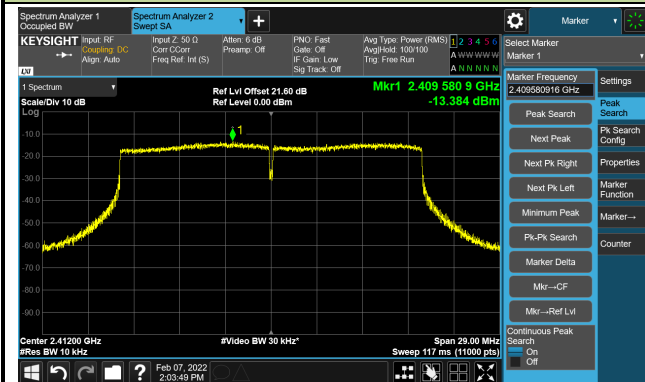 Spectrum Analyzer 1
Occupied BW
Spectrum Analyzer 2
Swept SA
+
Marker
KEYSIGHT
LXI
Input: RF
Coupling: DC
Align: Auto
Input Z: 50 Ω
Corr CCorr
Freq Ref: Int (S)
Atten: 6 dB
Preamp: Off
PNO: Fast
Gate: Off
IF Gain: Low
Sig Track: Off
Avg Type: Power (RMS)
Avg|Hold: 100/100
Trig: Free Run
1 2 3 4 5 6
A W W W W W
A N N N N N
Select Marker
Marker 1
1 Spectrum
Scale/Div 10 dB
Log
Ref Lvl Offset 21.60 dB
Ref Level 0.00 dBm
Mkr1 2.409 580 9 GHz
-13.384 dBm
1
-10.0
-20.0
-30.0
-40.0
-50.0
-60.0
-70.0
-80.0
-90.0
Center 2.41200 GHz
#Res BW 10 kHz
#Video BW 30 kHz*
Span 29.00 MHz
Sweep 117 ms (11000 pts)
Marker Frequency
2.409580916 GHz
Peak Search
Next Peak
Next Pk Right
Next Pk Left
Minimum Peak
Pk-Pk Search
Marker Delta
Mkr→CF
Mkr→Ref Lvl
Continuous Peak
Search
On
Off
Settings
Peak
Search
Pk Search
Config
Properties
Marker
Function
Marker→
Counter
?
Feb 07, 2022
2:03:49 PM